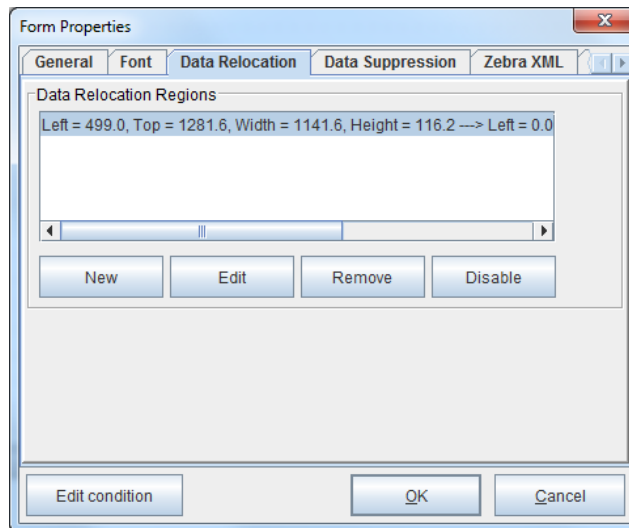 Form Properties
General Font Data Relocation Data Suppression Zebra XML
Data Relocation Regions
Left = 499.0, Top = 1281.6, Width = 1141.6, Height = 116.2 ---> Left = 0.0
New Edit Remove Disable
Edit condition OK Cancel